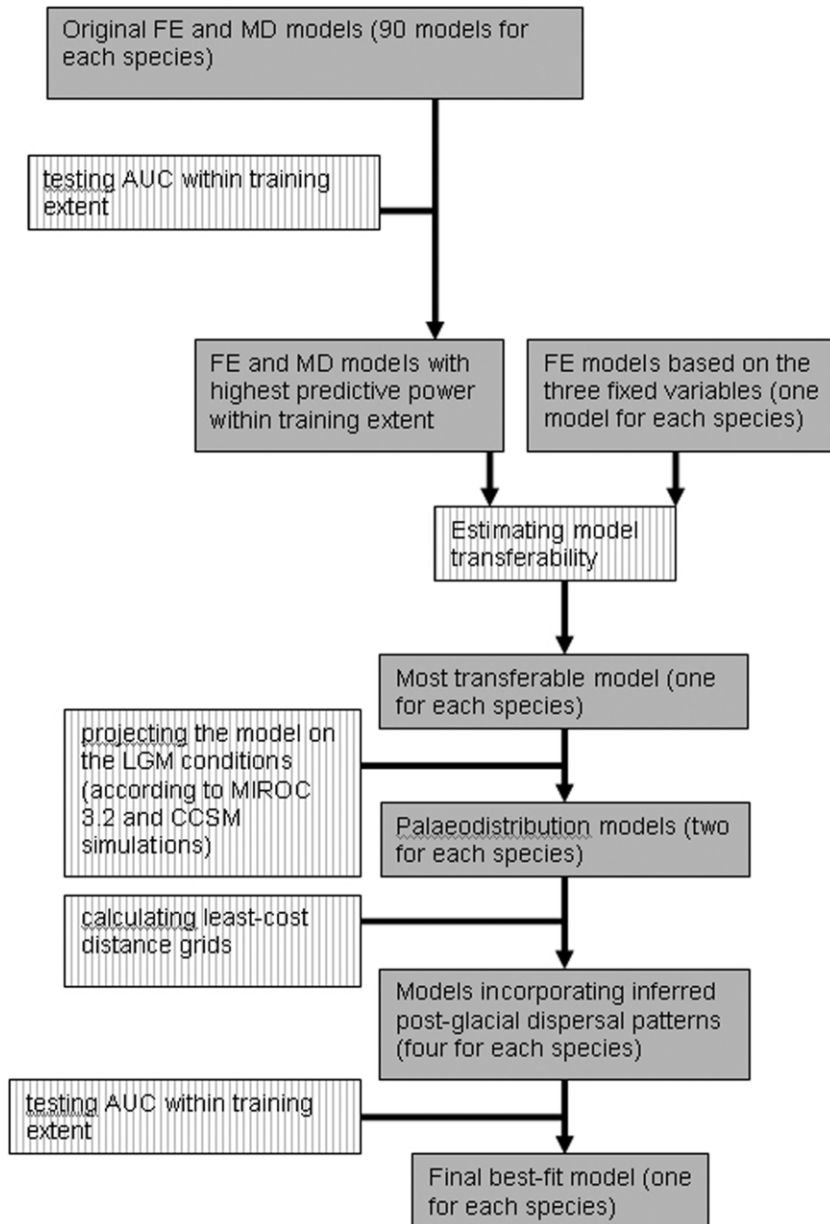 Original FE and MD models (90 models for
each species)
testing AUC within training
extent
FE and MD models with
highest predictive power
within training extent
FE models based on the
three fixed variables (one
model for each species)
Estimating model
transferability
Most transferable model (one
for each species)
projecting the model on
the LGM conditions
(according to MIROC
3.2 and CCSM
simulations)
Palaeodistribution models (two
for each species)
calculating least-cost
distance grids
Models incorporating inferred
post-glacial dispersal patterns
(four for each species)
testing AUC within training
extent
Final best-fit model (one
for each species)